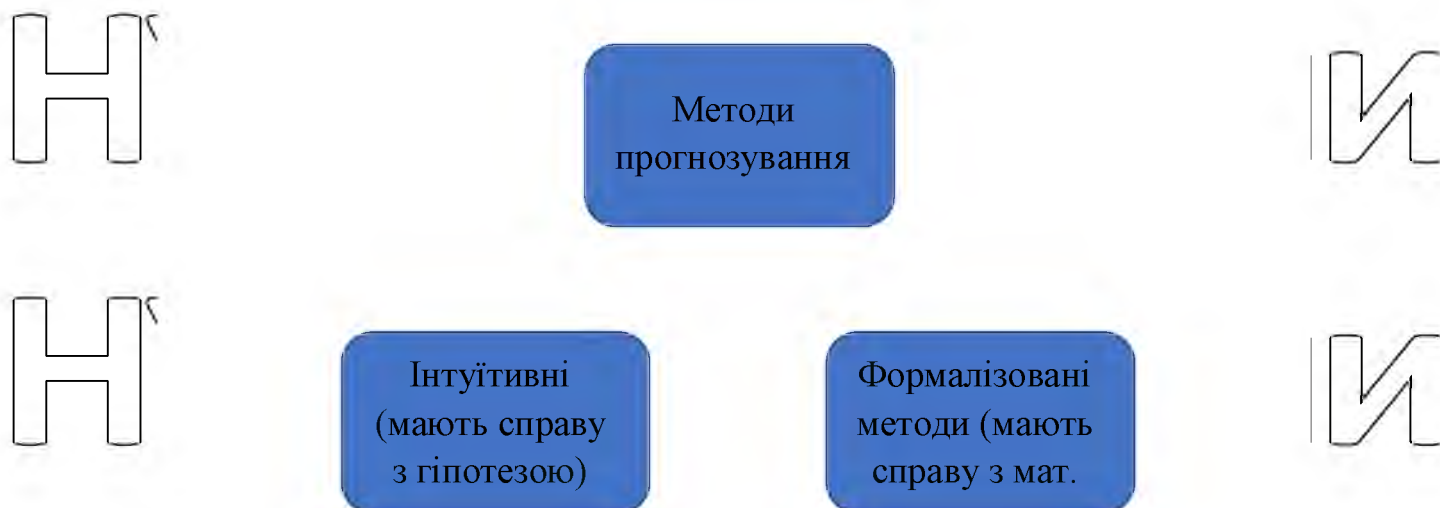 Н
И
Методи
прогнозування
Н
И
Інтуїтивні
(мають справу
з гіпотезою)
Формалізовані
методи (мають
справу з мат.